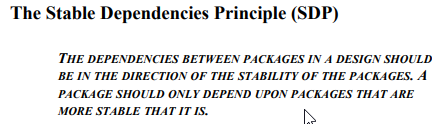 The Stable Dependencies Principle (SDP)
THE DEPENDENCIES BETWEEN PACKAGES IN A DESIGN SHOULD
BE IN THE DIRECTION OF THE STABILITY OF THE PACKAGES. A
PACKAGE SHOULD ONLY DEPEND UPON PACKAGES THAT ARE
MORE STABLE THAT IT IS.